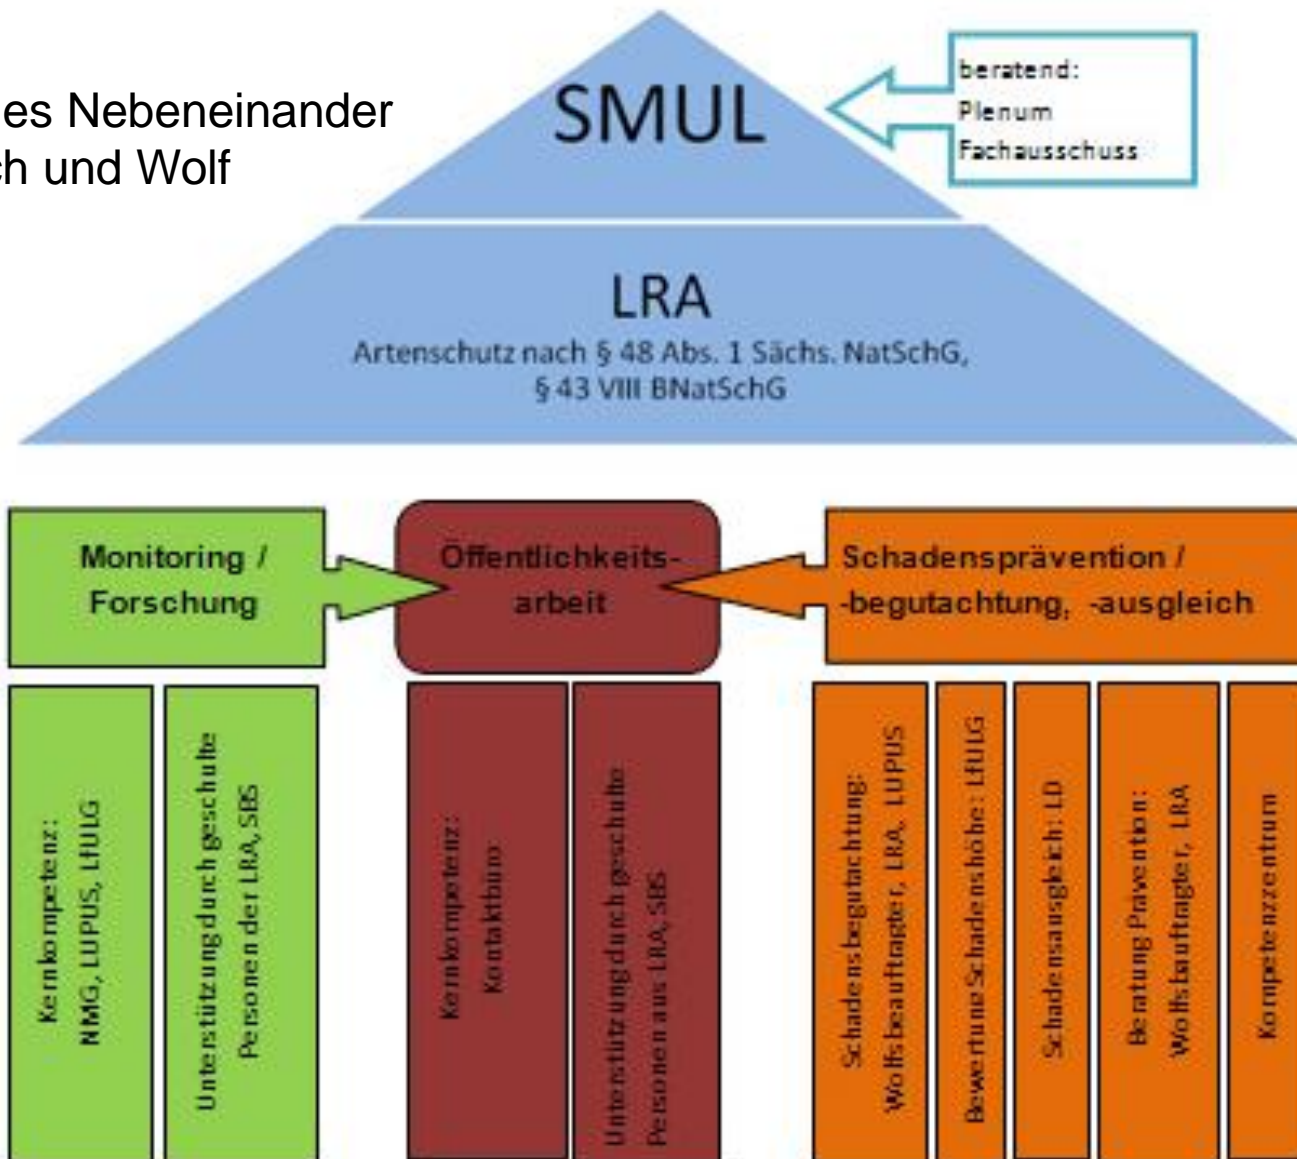 es Nebeneinander
ch und Wolf
SMUL
beratend:
Plenum
Fachausschuss
LRA
Artenschutz nach § 48 Abs. 1 Sächs. NatSchG,
§ 43 VIII BNatSchG
Monitoring /
Forschung
Öffentlichkeits-
arbeit
Schadensprävention /
-begutachtung, -ausgleich
Kernkompetenz:
NMG, LUPUS, LfULG
Unterstützung durch geschulte
Personen der LRA, SBS
Kernkompetenz:
Kontaktbüro
Unterstützung durch geschulte
Personen aus LRA, SBS
Schadensbegutachtung:
Wolfsbeauftragter, LRA, LUPUS
Bewertung Schadenshöhe: LfULG
Schadensausgleich: LD
Beratung Prävention:
Wolfsbauftragter, LRA
Kompetenzzentrum